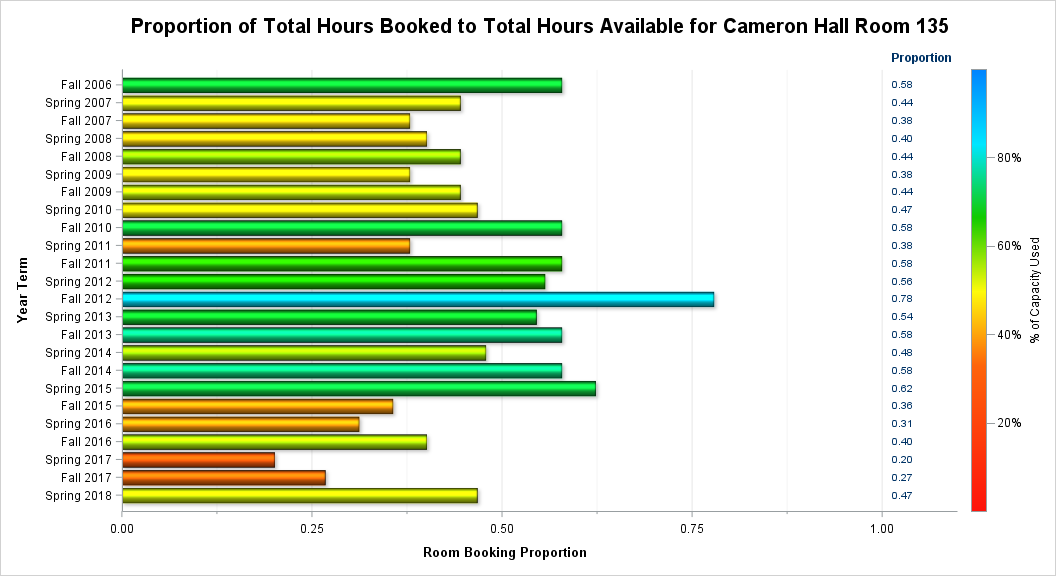 Proportion of Total Hours Booked to Total Hours Available for Cameron Hall Room 135
Proportion
Fall 2006 0.58
Spring 2007 0.44
Fall 2007 0.38
Spring 2008 0.40
Fall 2008 0.44
Spring 2009 0.38
Fall 2009 0.44
Spring 2010 0.47
Fall 2010 0.58
Spring 2011 0.38
Fall 2011 0.58
Spring 2012 0.56
Fall 2012 0.78
Spring 2013 0.54
Fall 2013 0.58
Spring 2014 0.48
Fall 2014 0.58
Spring 2015 0.62
Fall 2015 0.36
Spring 2016 0.31
Fall 2016 0.40
Spring 2017 0.20
Fall 2017 0.27
Spring 2018 0.47
Year Term
0.00 0.25 0.50 0.75 1.00
Room Booking Proportion
80%
60%
40%
20%
% of Capacity Used